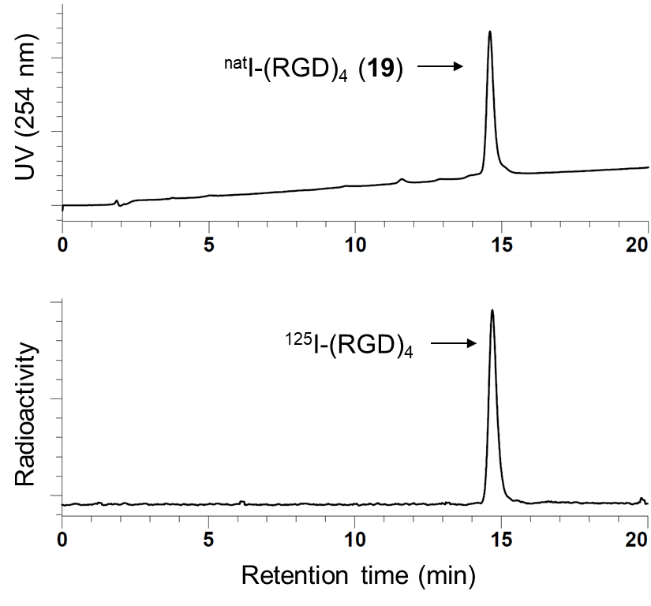 UV (254 nm)
natI-(RGD)4 (19)
0 5 10 15 20
Radioactivity
125I-(RGD)4
0 5 10 15 20
Retention time (min)